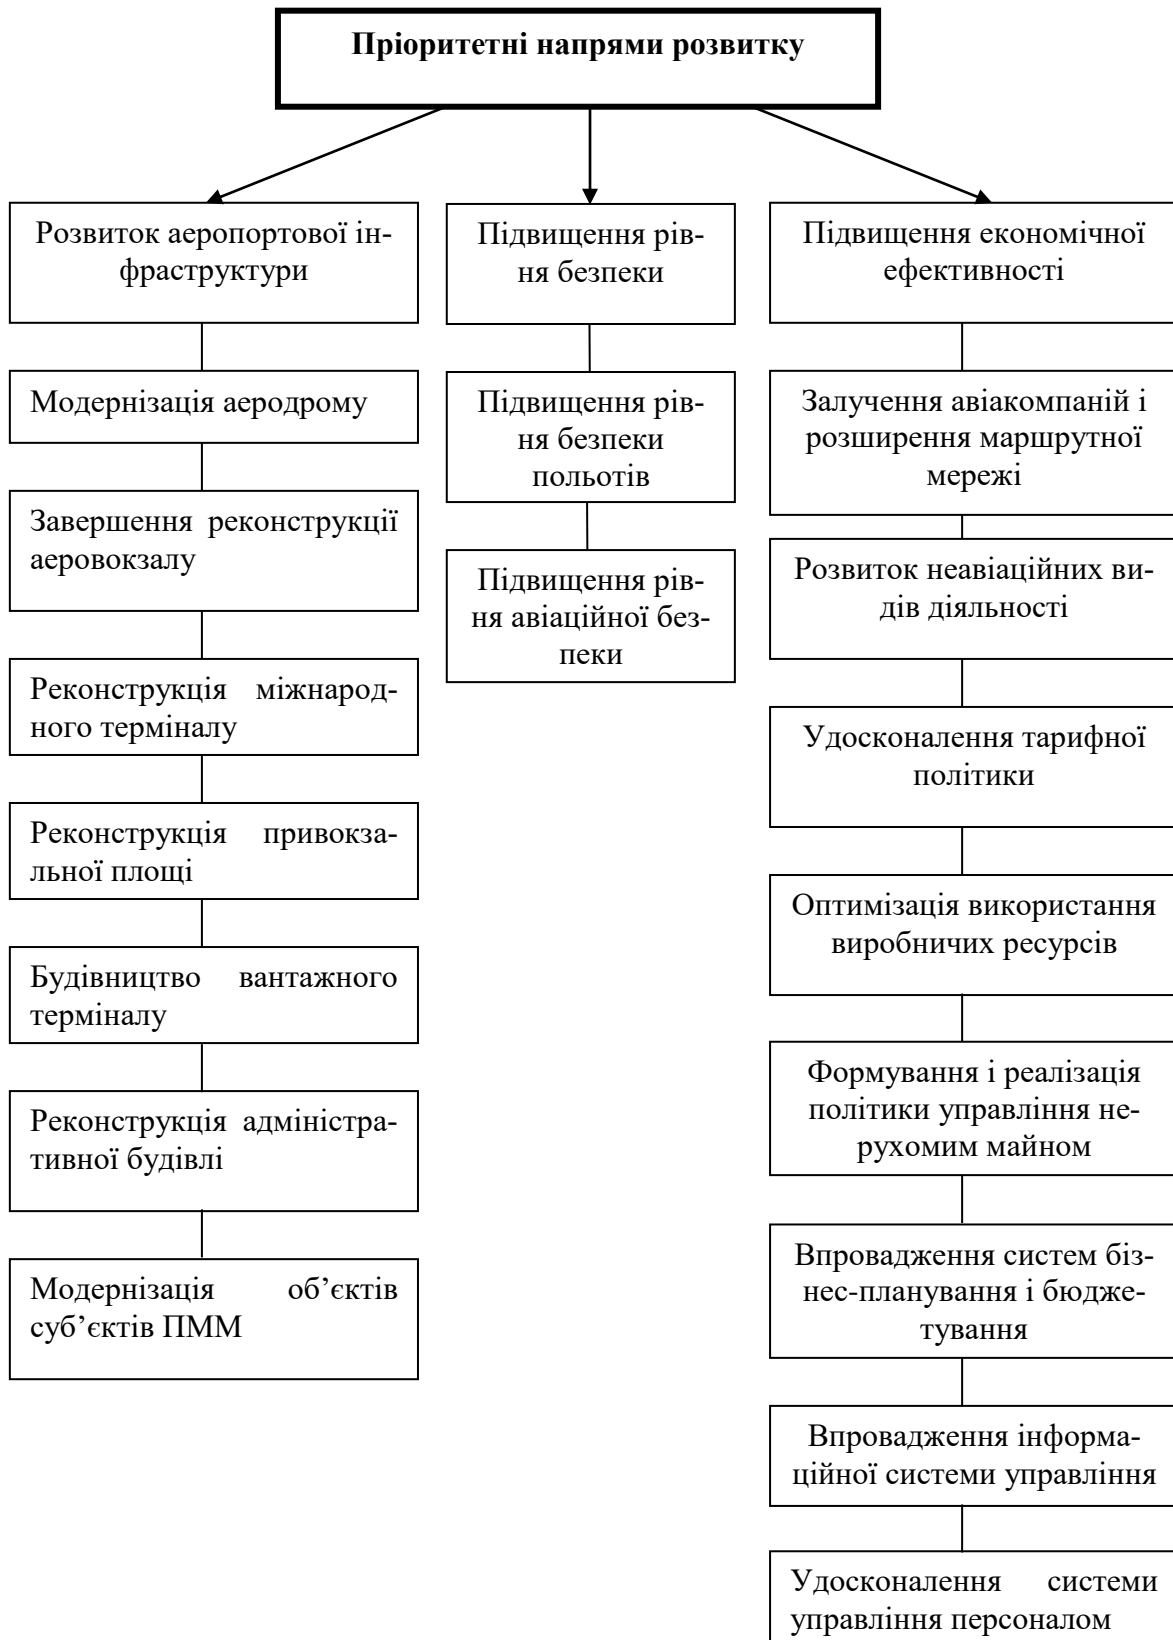 Пріоритетні напрями розвитку
Розвиток аеропортової ін-
фраструктури
Модернізація аеродрому
Завершення реконструкції
аеровокзалу
Реконструкція міжнарод-
ного терміналу
Реконструкція привокза-
льної площі
Будівництво вантажного
терміналу
Реконструкція адміністра-
тивної будівлі
Модернізація об’єктів
суб’єктів ПММ
Підвищення рів-
ня безпеки
Підвищення рів-
ня безпеки
польотів
Підвищення рів-
ня авіаційної без-
пеки
Підвищення економічної
ефективності
Залучення авіакомпаній і
розширення маршрутної
мережі
Розвиток неавіаційних ви-
дів діяльності
Удосконалення тарифної
політики
Оптимізація використання
виробничих ресурсів
Формування і реалізація
політики управління не-
рухомим майном
Впровадження систем біз-
нес-планування і бюдже-
тування
Впровадження інформа-
ційної системи управління
Удосконалення системи
управління персоналом